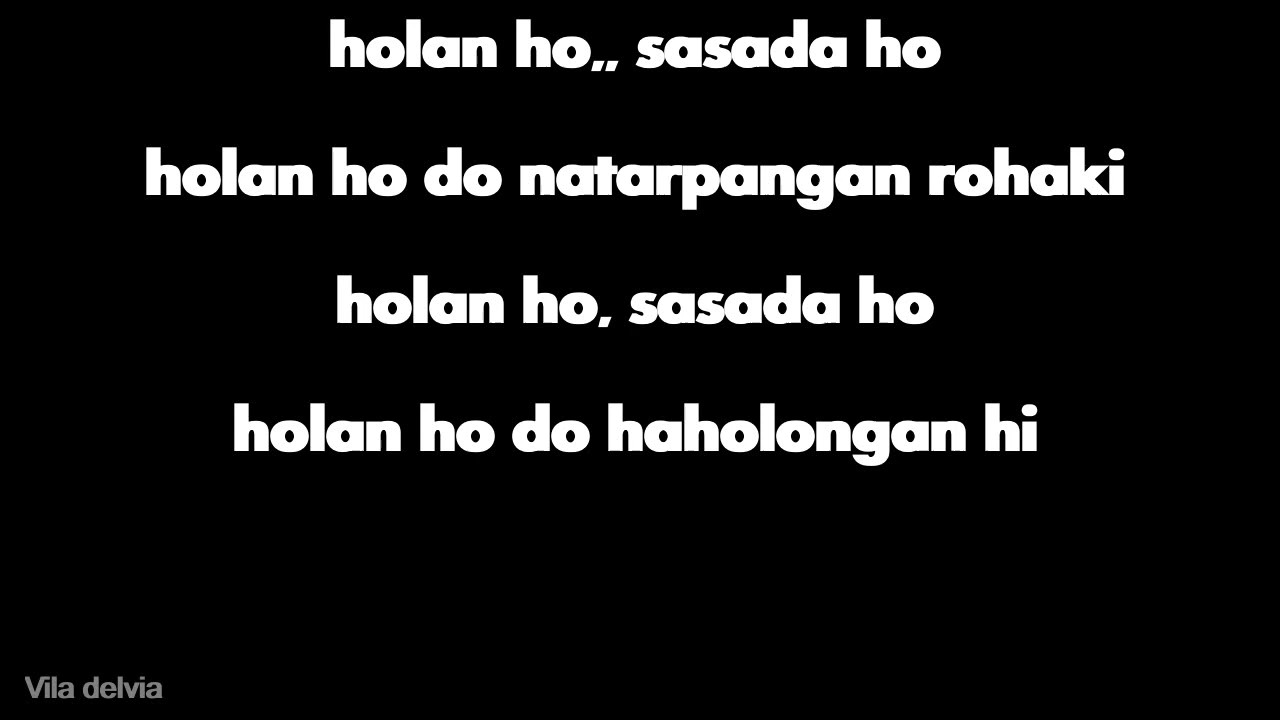 holan ho,, sasada ho
holan ho do natarpangan rohaki
holan ho, sasada ho
holan ho do haholongan hi
Vila delvia